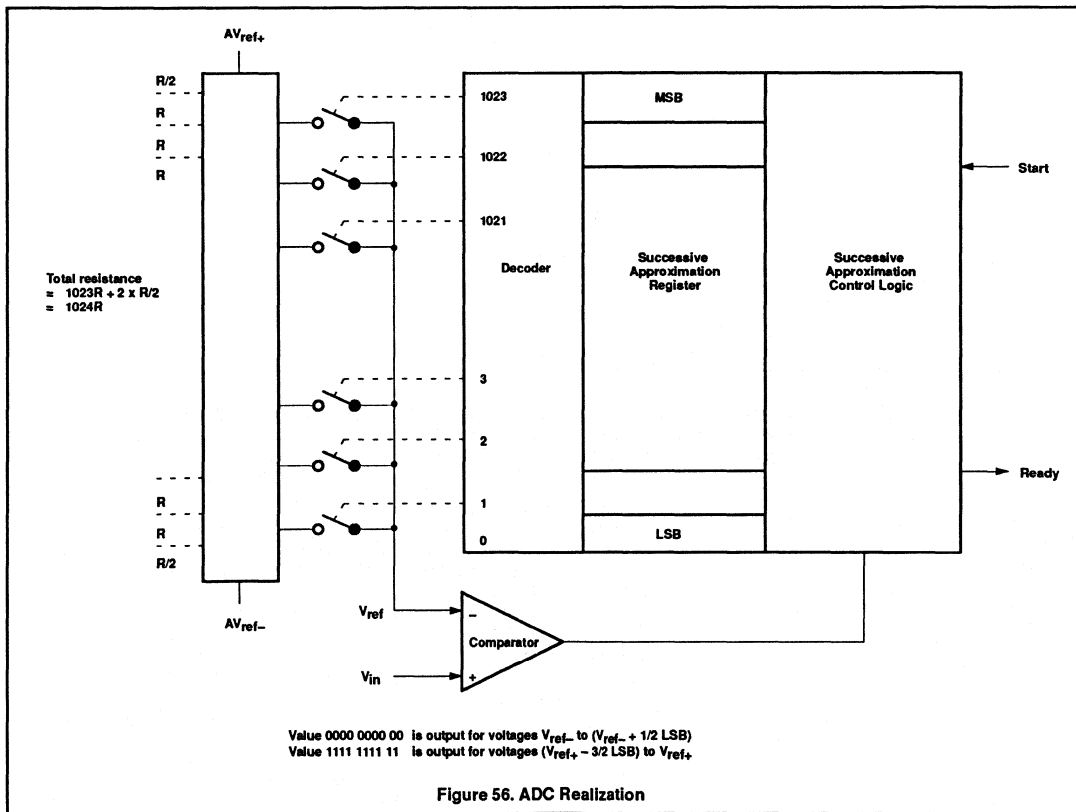 AVref+
R/2
R
R
R
Total resistance
= 1023R + 2 x R/2
= 1024R
R
R
R/2
AVref–
1023
1022
1021
3
2
1
0
Decoder
MSB
Successive
Approximation
Register
LSB
Successive
Approximation
Control Logic
Start
Ready
Vref
–
Comparator
Vin
+
Value 0000 0000 00 is output for voltages Vref– to (Vref– + 1/2 LSB)
Value 1111 1111 11 is output for voltages (Vref+ – 3/2 LSB) to Vref+
Figure 56. ADC Realization